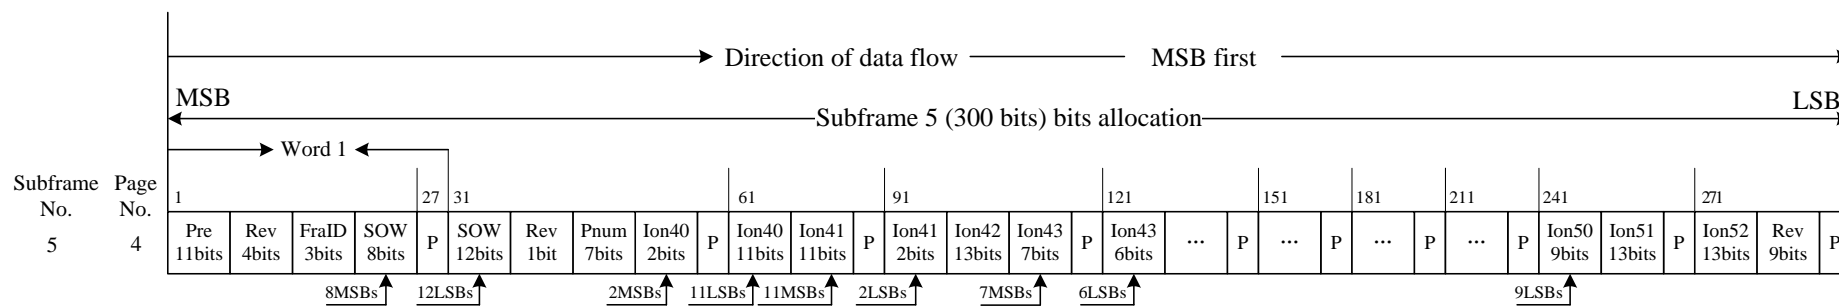 Direction of data flow MSB first
MSB LSB
Subframe 5 (300 bits) bits allocation
Word 1
Subframe Page
No. No.
1 27 31 61 91 121 151 181 211 241 271
Pre Rev FraID SOW P SOW Rev Pnum Ion40 P Ion40 Ion41 P Ion41 Ion42 Ion43 P Ion43 ... P ... P ... P ... P Ion50 Ion51 P Ion52 Rev P
5 4 11bits 4bits 3bits 8bits 12bits 1bit 7bits 2bits 11bits 11bits 2bits 13bits 7bits 6bits 9bits 13bits 13bits 9bits
8MSBs 12LSBs 2MSBs 11LSBs 11MSBs 2LSBs 7MSBs 6LSBs 9LSBs